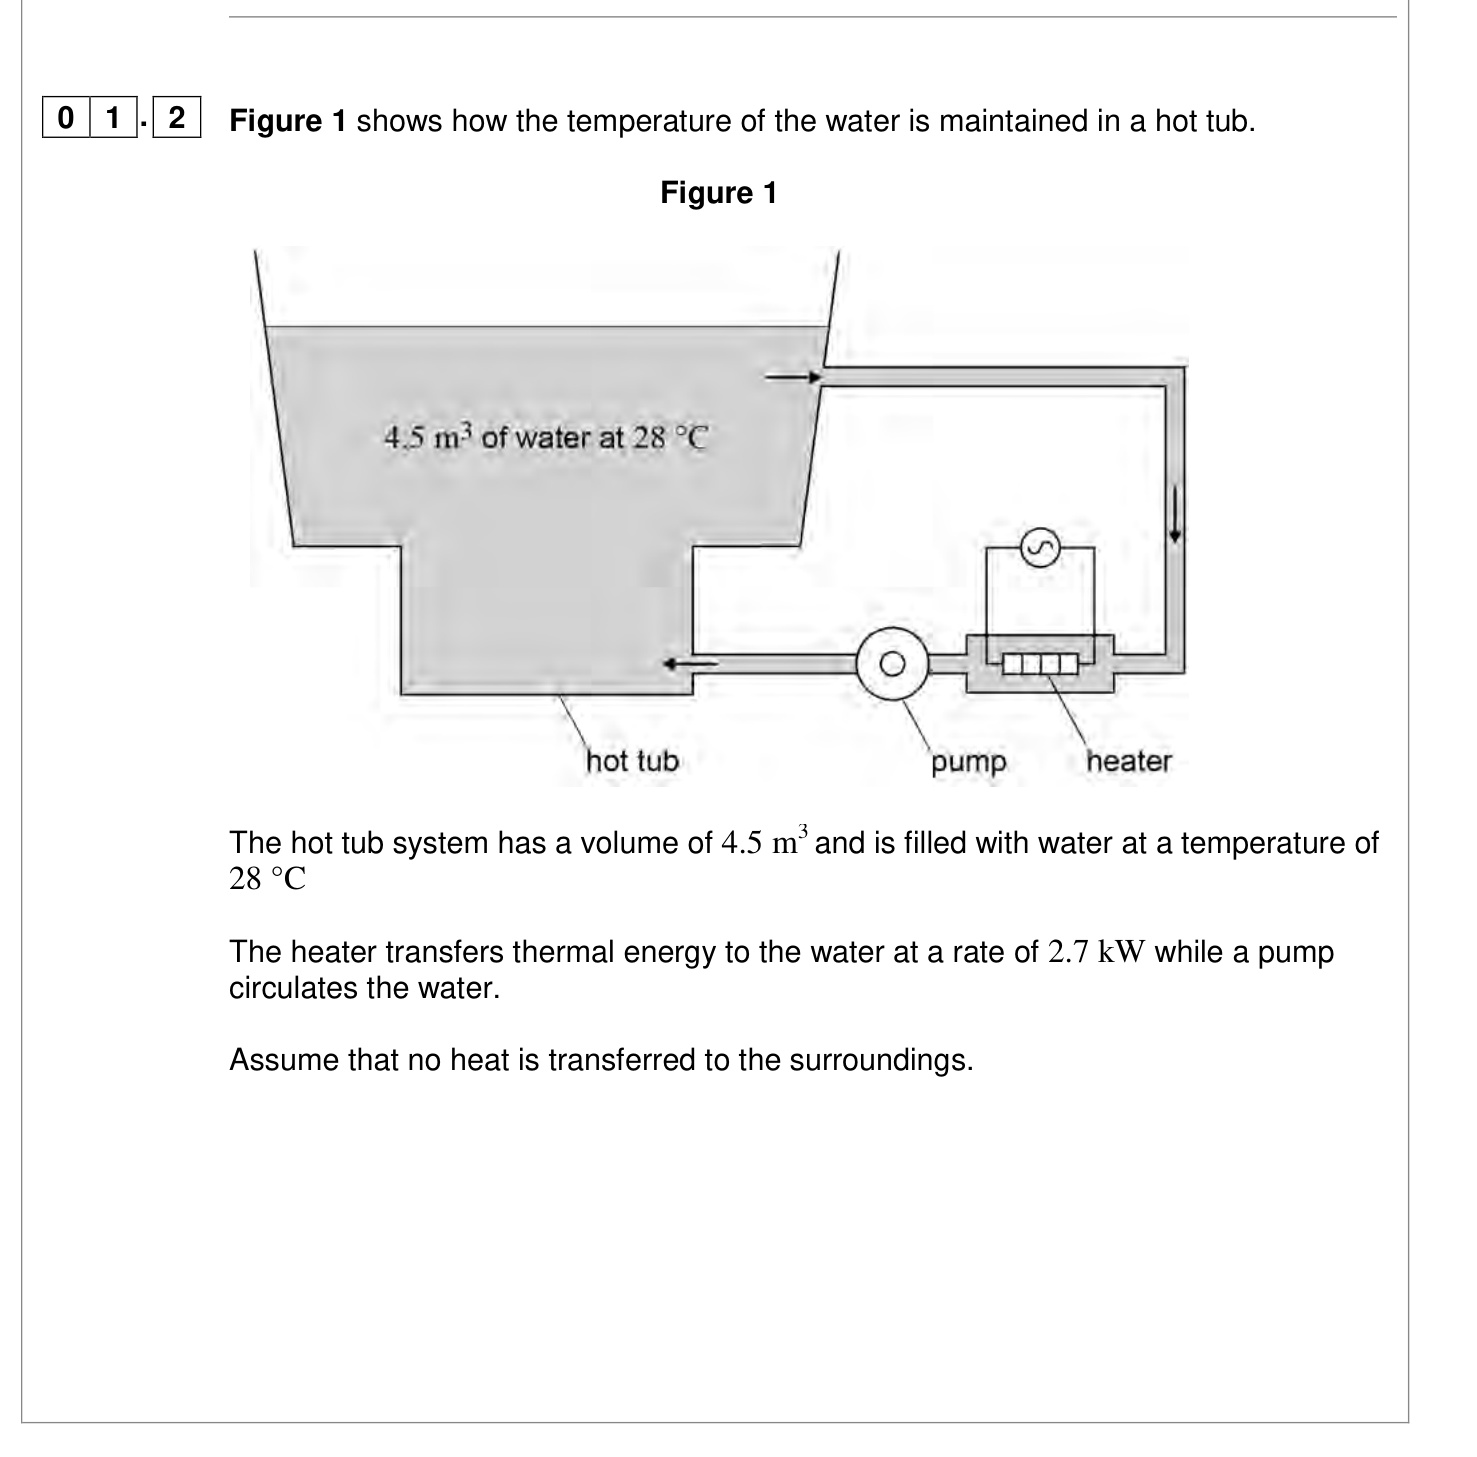 01.2 Figure 1 shows how the temperature of the water is maintained in a hot tub.
Figure 1
4.5 m³ of water at 28 °C
hot tub
pump
heater
The hot tub system has a volume of 4.5 m³ and is filled with water at a temperature of
28 °C
The heater transfers thermal energy to the water at a rate of 2.7 kW while a pump
circulates the water.
Assume that no heat is transferred to the surroundings.